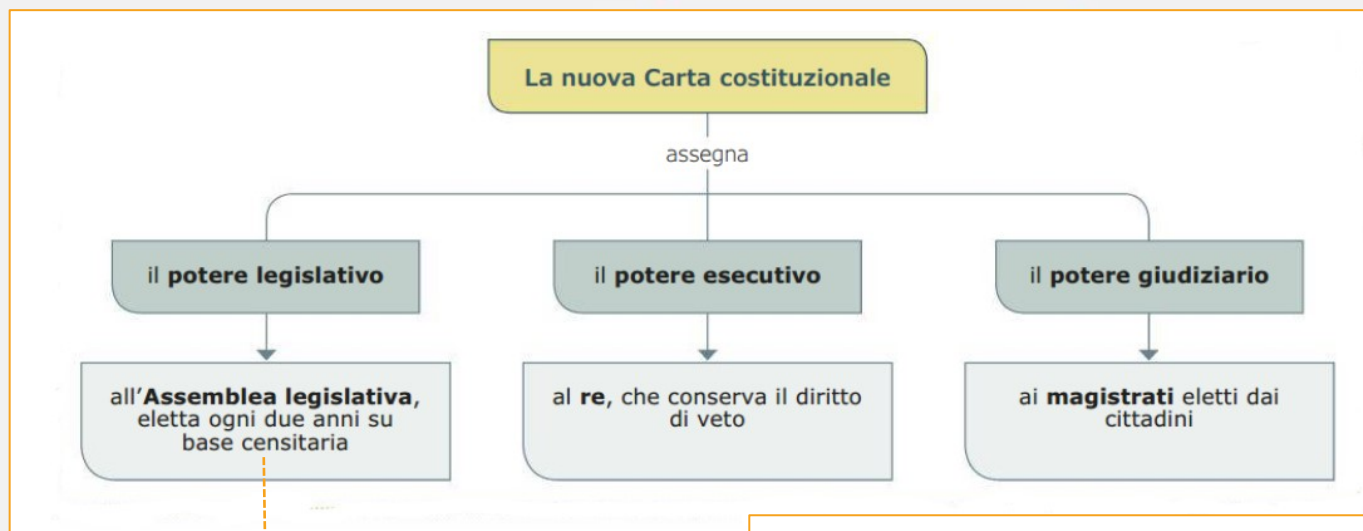 La nuova Carta costituzionale
assegna
il potere legislativo
il potere esecutivo
il potere giudiziario
all'Assemblea legislativa,
eletta ogni due anni su
base censitaria
al re, che conserva il diritto
di veto
ai magistrati eletti dai
cittadini